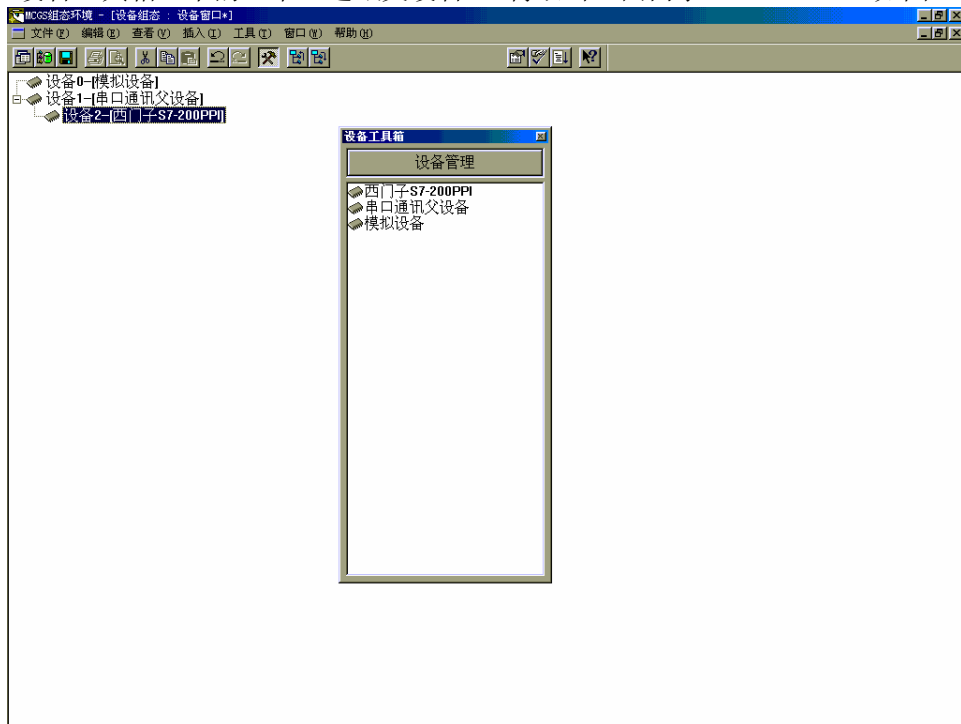 MCGS组态环境 - [设备组态 : 设备窗口*]
文件(F) 编辑(E) 查看(V) 插入(I) 工具(T) 窗口(W) 帮助(H)
设备0-[模拟设备]
设备1-[串口通讯父设备]
设备2-[西门子S7-200PPI]
设备工具箱
设备管理
西门子S7-200PPI
串口通讯父设备
模拟设备